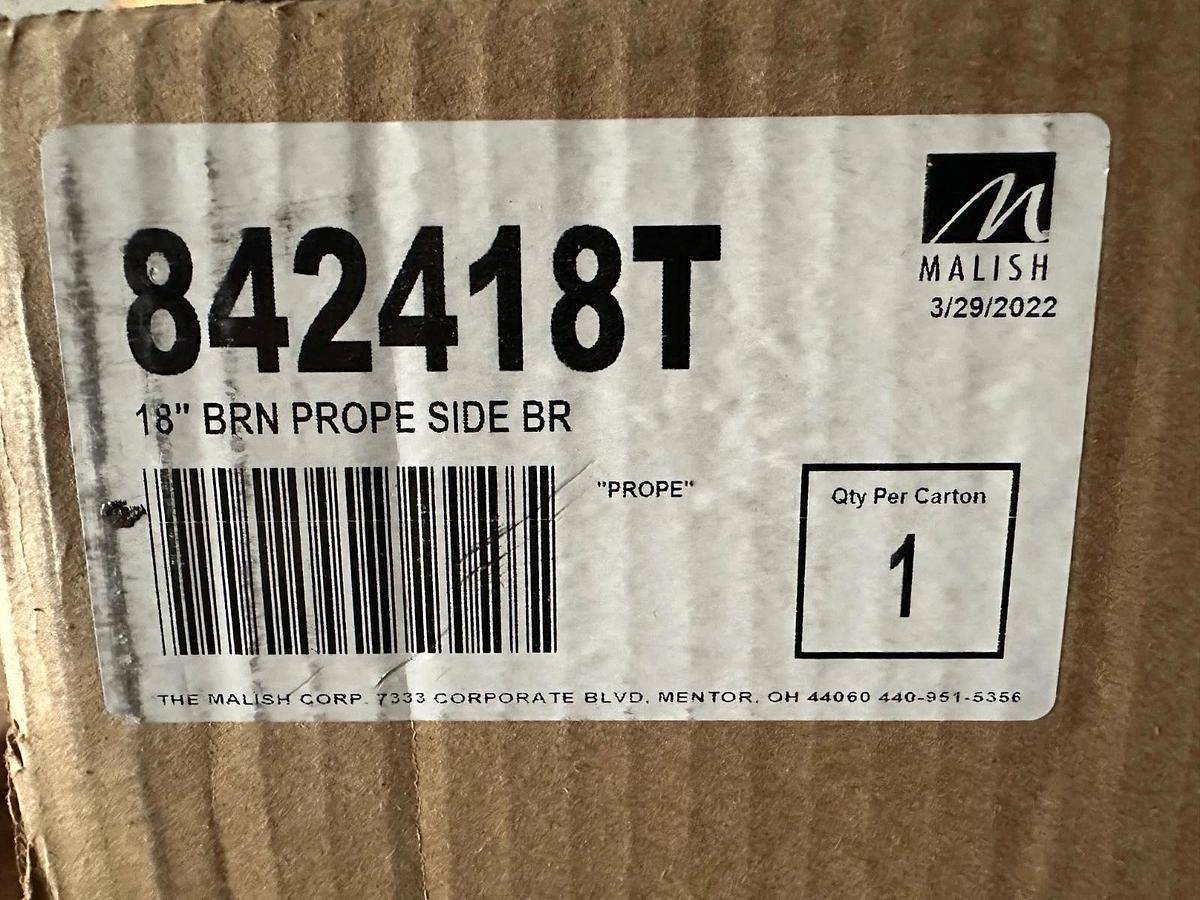 MALISH
3/29/2022
842418T
18" BRN PROPE SIDE BR
"PROPE"
Qty Per Carton
1
THE MALISH CORP. 7333 CORPORATE BLVD, MENTOR, OH 44060 440-951-5356